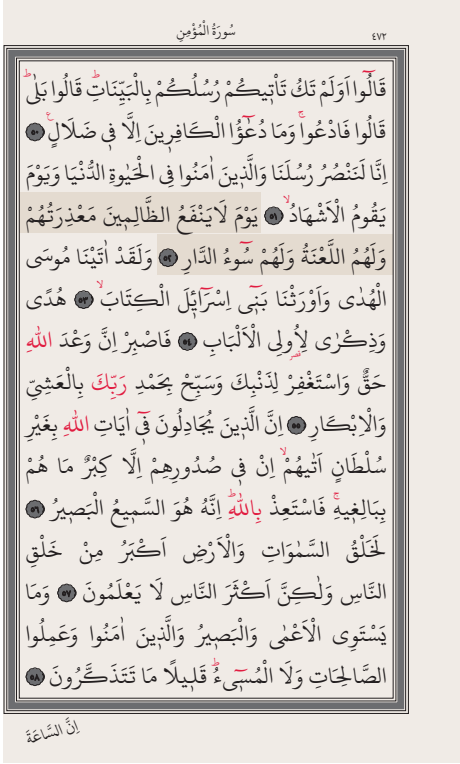 سُورَةُ الْمُؤْمِنِ
٤٧٢
قَالُٓوا اَوَلَمْ تَكُ تَأْتٖيكُمْ رُسُلُكُمْ بِالْبَيِّنَاتِؕ قَالُوا بَلٰىؕ
قَالُوا فَادْعُواۚ وَمَا دُعٰٓؤُا الْكَافِرٖينَ اِلَّا فٖى ضَلَالٍࣖ ٥٠
اِنَّا لَنَنْصُرُ رُسُلَنَا وَالَّذٖينَ اٰمَنُوا فِى الْحَيٰوةِ الدُّنْيَا وَيَوْمَ
يَقُومُ الْاَشْهَادُۙ ٥١ يَوْمَ لَا يَنْفَعُ الظَّالِمٖينَ مَعْذِرَتُهُمْ
وَلَهُمُ اللَّعْنَةُ وَلَهُمْ سُٓوءُ الدَّارِ ٥٢ وَلَقَدْ اٰتَيْنَا مُوسَى
الْهُدٰى وَاَوْرَثْنَا بَنٖٓى اِسْرَٓائٖلَ الْكِتَابَۙ ٥٣ هُدًى
وَذِكْرٰى لِاُولِى الْاَلْبَابِ ٥٤ فَاصْبِرْ اِنَّ وَعْدَ اللّٰهِ
حَقٌّ وَاسْتَغْفِرْ لِذَنْبِكَ وَسَبِّحْ بِحَمْدِ رَبِّكَ بِالْعَشِىِّ
وَالْاِبْكَارِ ٥٥ اِنَّ الَّذٖينَ يُجَادِلُونَ فٖٓى اٰيَاتِ اللّٰهِ بِغَيْرِ
سُلْطَانٍ اَتٰيهُمْۙ اِنْ فٖى صُدُورِهِمْ اِلَّا كِبْرٌ مَا هُمْ
بِبَالِغٖيهِۚ فَاسْتَعِذْ بِاللّٰهِؕ اِنَّهُ هُوَ السَّمٖيعُ الْبَصٖيرُ ٥٦
لَخَلْقُ السَّمٰوَاتِ وَالْاَرْضِ اَكْبَرُ مِنْ خَلْقِ
النَّاسِ وَلٰكِنَّ اَكْثَرَ النَّاسِ لَا يَعْلَمُونَ ٥٧ وَمَا
يَسْتَوِى الْاَعْمٰى وَالْبَصٖيرُ وَالَّذٖينَ اٰمَنُوا وَعَمِلُوا
الصَّالِحَاتِ وَلَا الْمُسٖٓىءُؕ قَلٖيلًا مَا تَتَذَكَّرُونَ ٥٨
اِنَّ السَّاعَةَ